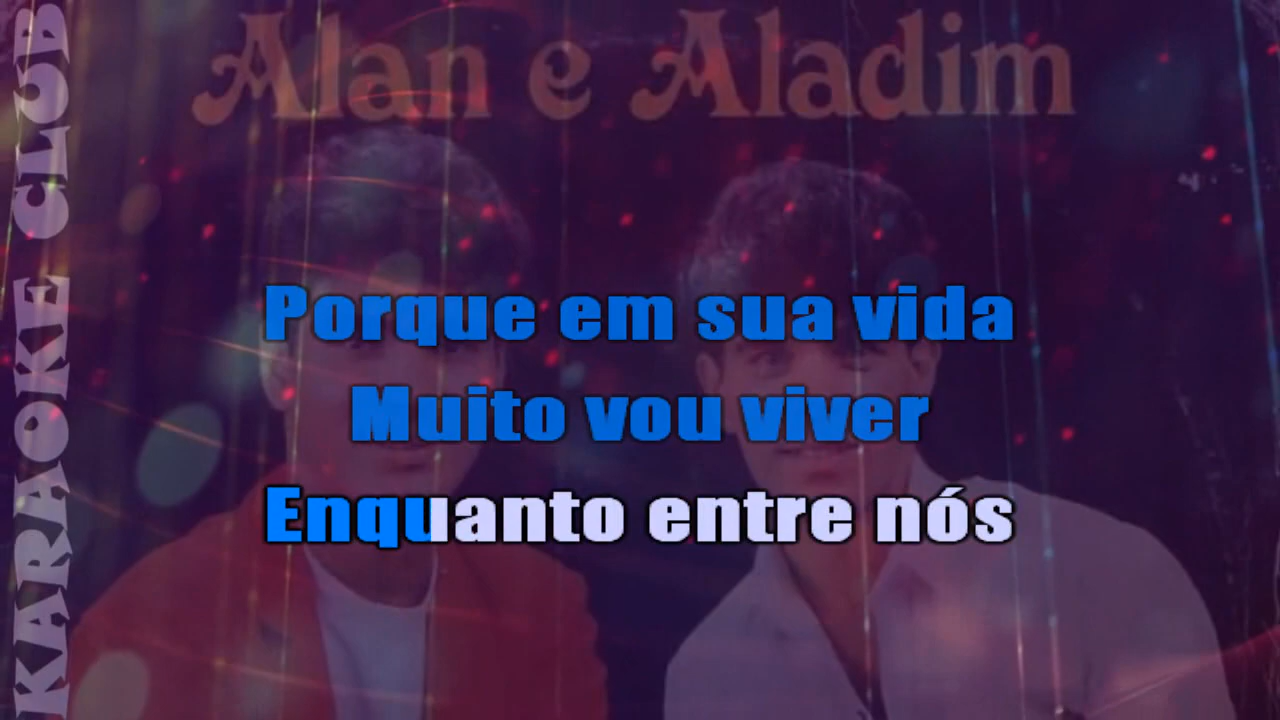 Alan e Aladim
Porque em sua vida
Muito vou viver
Enquanto entre nós
KARAOKE CLUB